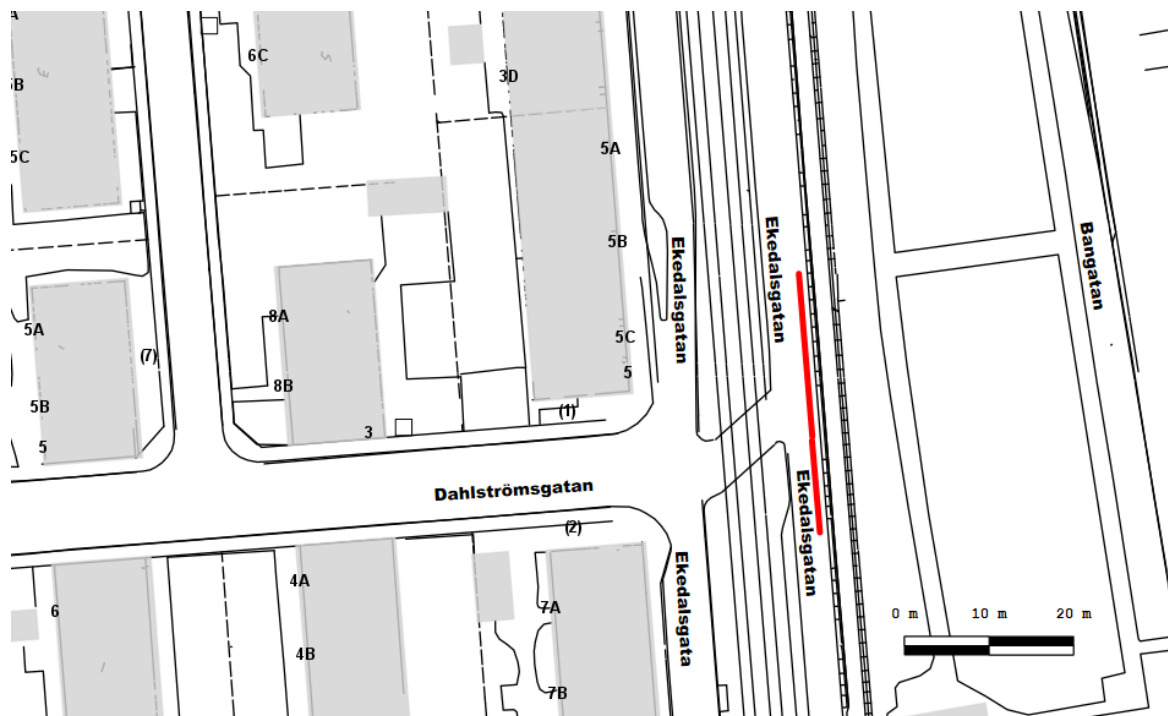 A
5B
5C
6C
3D
5A
5B
5C
5
(1)
Ekedalsgatan
Ekedalsgatan
Bangatan
8A
8B
3
5A
(7)
5B
5
Dahlströmsgatan
(2)
Ekedalsgatan
Ekedalsgata
6
4A
4B
7A
7B
0 m 10 m 20 m